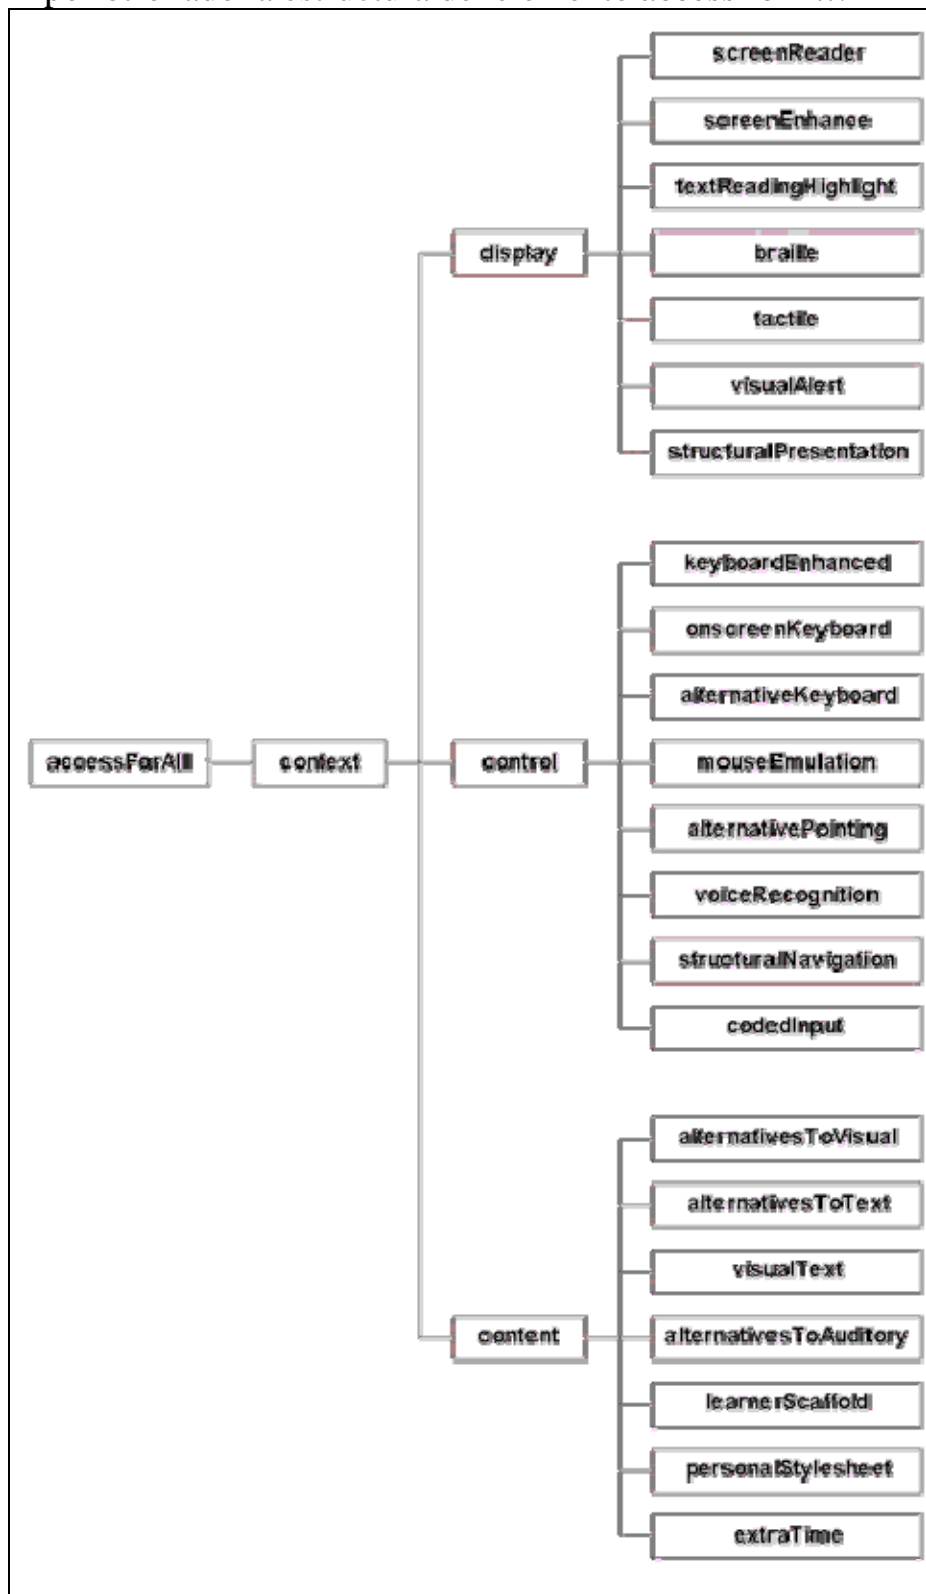 screenReader
screenEnhance
textReadingHighlight
braille
display
tactile
visualAlert
structuralPresentation
keyboardEnhanced
onscreenKeyboard
alternativeKeyboard
accessForAll
context
control
mouseEmulation
alternativePointing
voiceRecognition
structuralNavigation
codedInput
alternativesToVisual
alternativesToText
visualText
content
alternativesToAuditory
learnerScaffold
personalStylesheet
extraTime